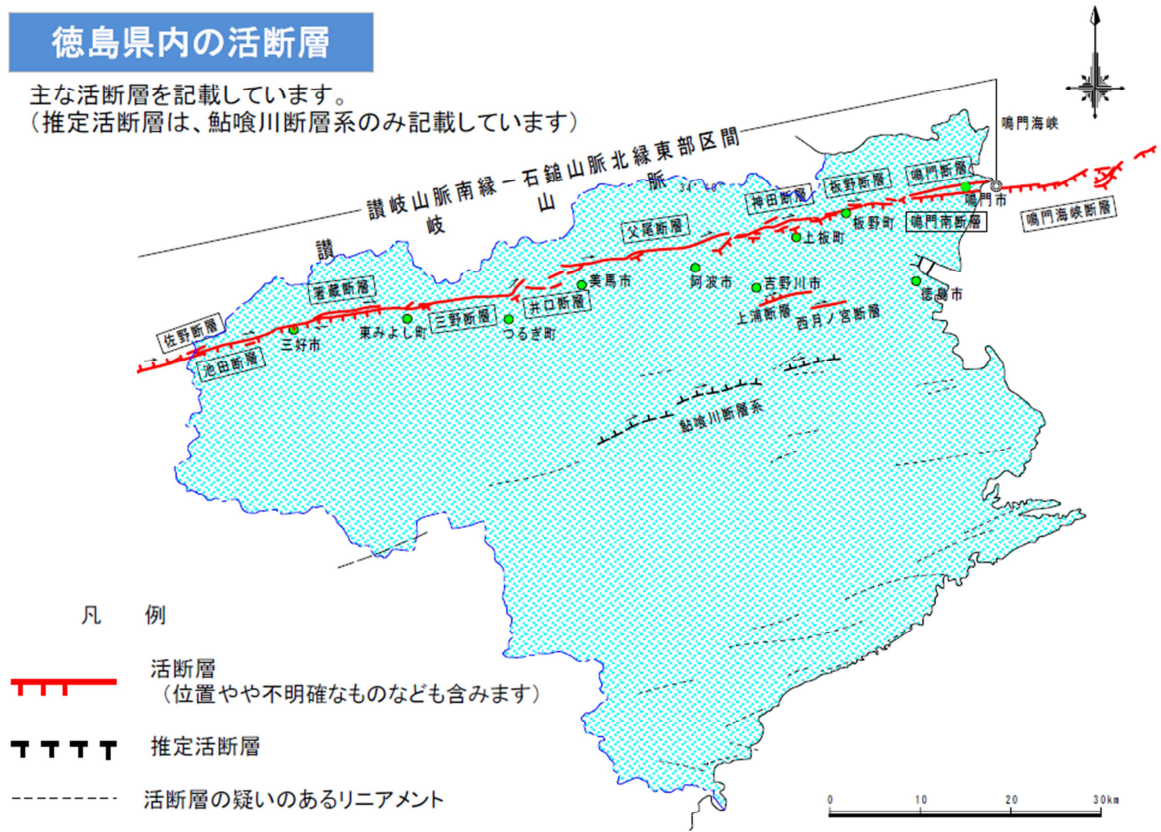 徳島県内の活断層
主な活断層を記載しています。
(推定活断層は、鮎喰川断層系のみ記載しています)
鳴門海峡
讃岐山脈南縁－石鎚山脈北縁東部区間
讃岐山脈
鳴門断層
板野断層
神田断層
鳴門市
鳴門南断層
鳴門海峡断層
板野町
上板町
父尾断層
阿波市
吉野川市
徳島市
美馬市
上浦断層
西月ノ宮断層
箸蔵断層
井口断層
三野断層
つるぎ町
東みよし町
三好市
佐野断層
池田断層
鮎喰川断層系
凡 例
活断層
(位置やや不明確なものなども含みます)
推定活断層
活断層の疑いのあるリニアメント
0 10 20 30km